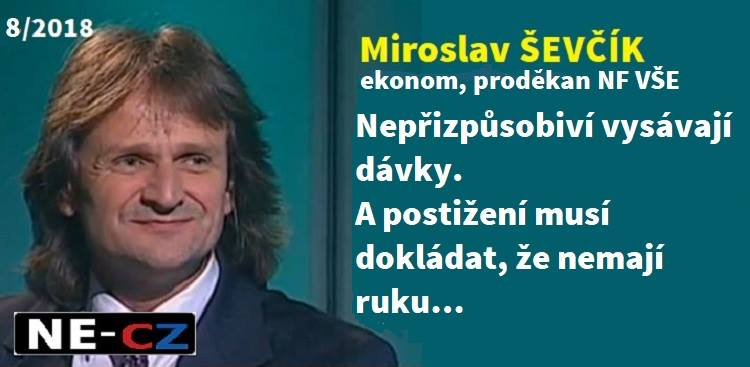 8/2018
Miroslav ŠEVČÍK
ekonom, proděkan NF VŠE
Nepřizpůsobiví vysávají
dávky.
A postižení musí
dokládat, že nemají
ruku...
NE-CZ